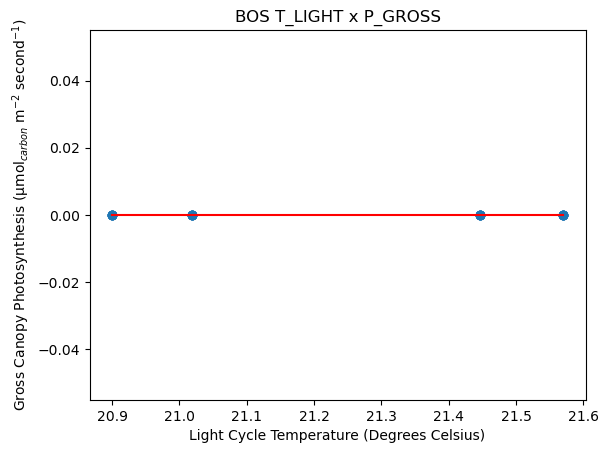 BOS T_LIGHT x P_GROSS
Gross Canopy Photosynthesis (μmol_{carbon} m^{−2} second^{−1})
0.04
0.02
0.00
−0.02
−0.04
20.9 21.0 21.1 21.2 21.3 21.4 21.5 21.6
Light Cycle Temperature (Degrees Celsius)